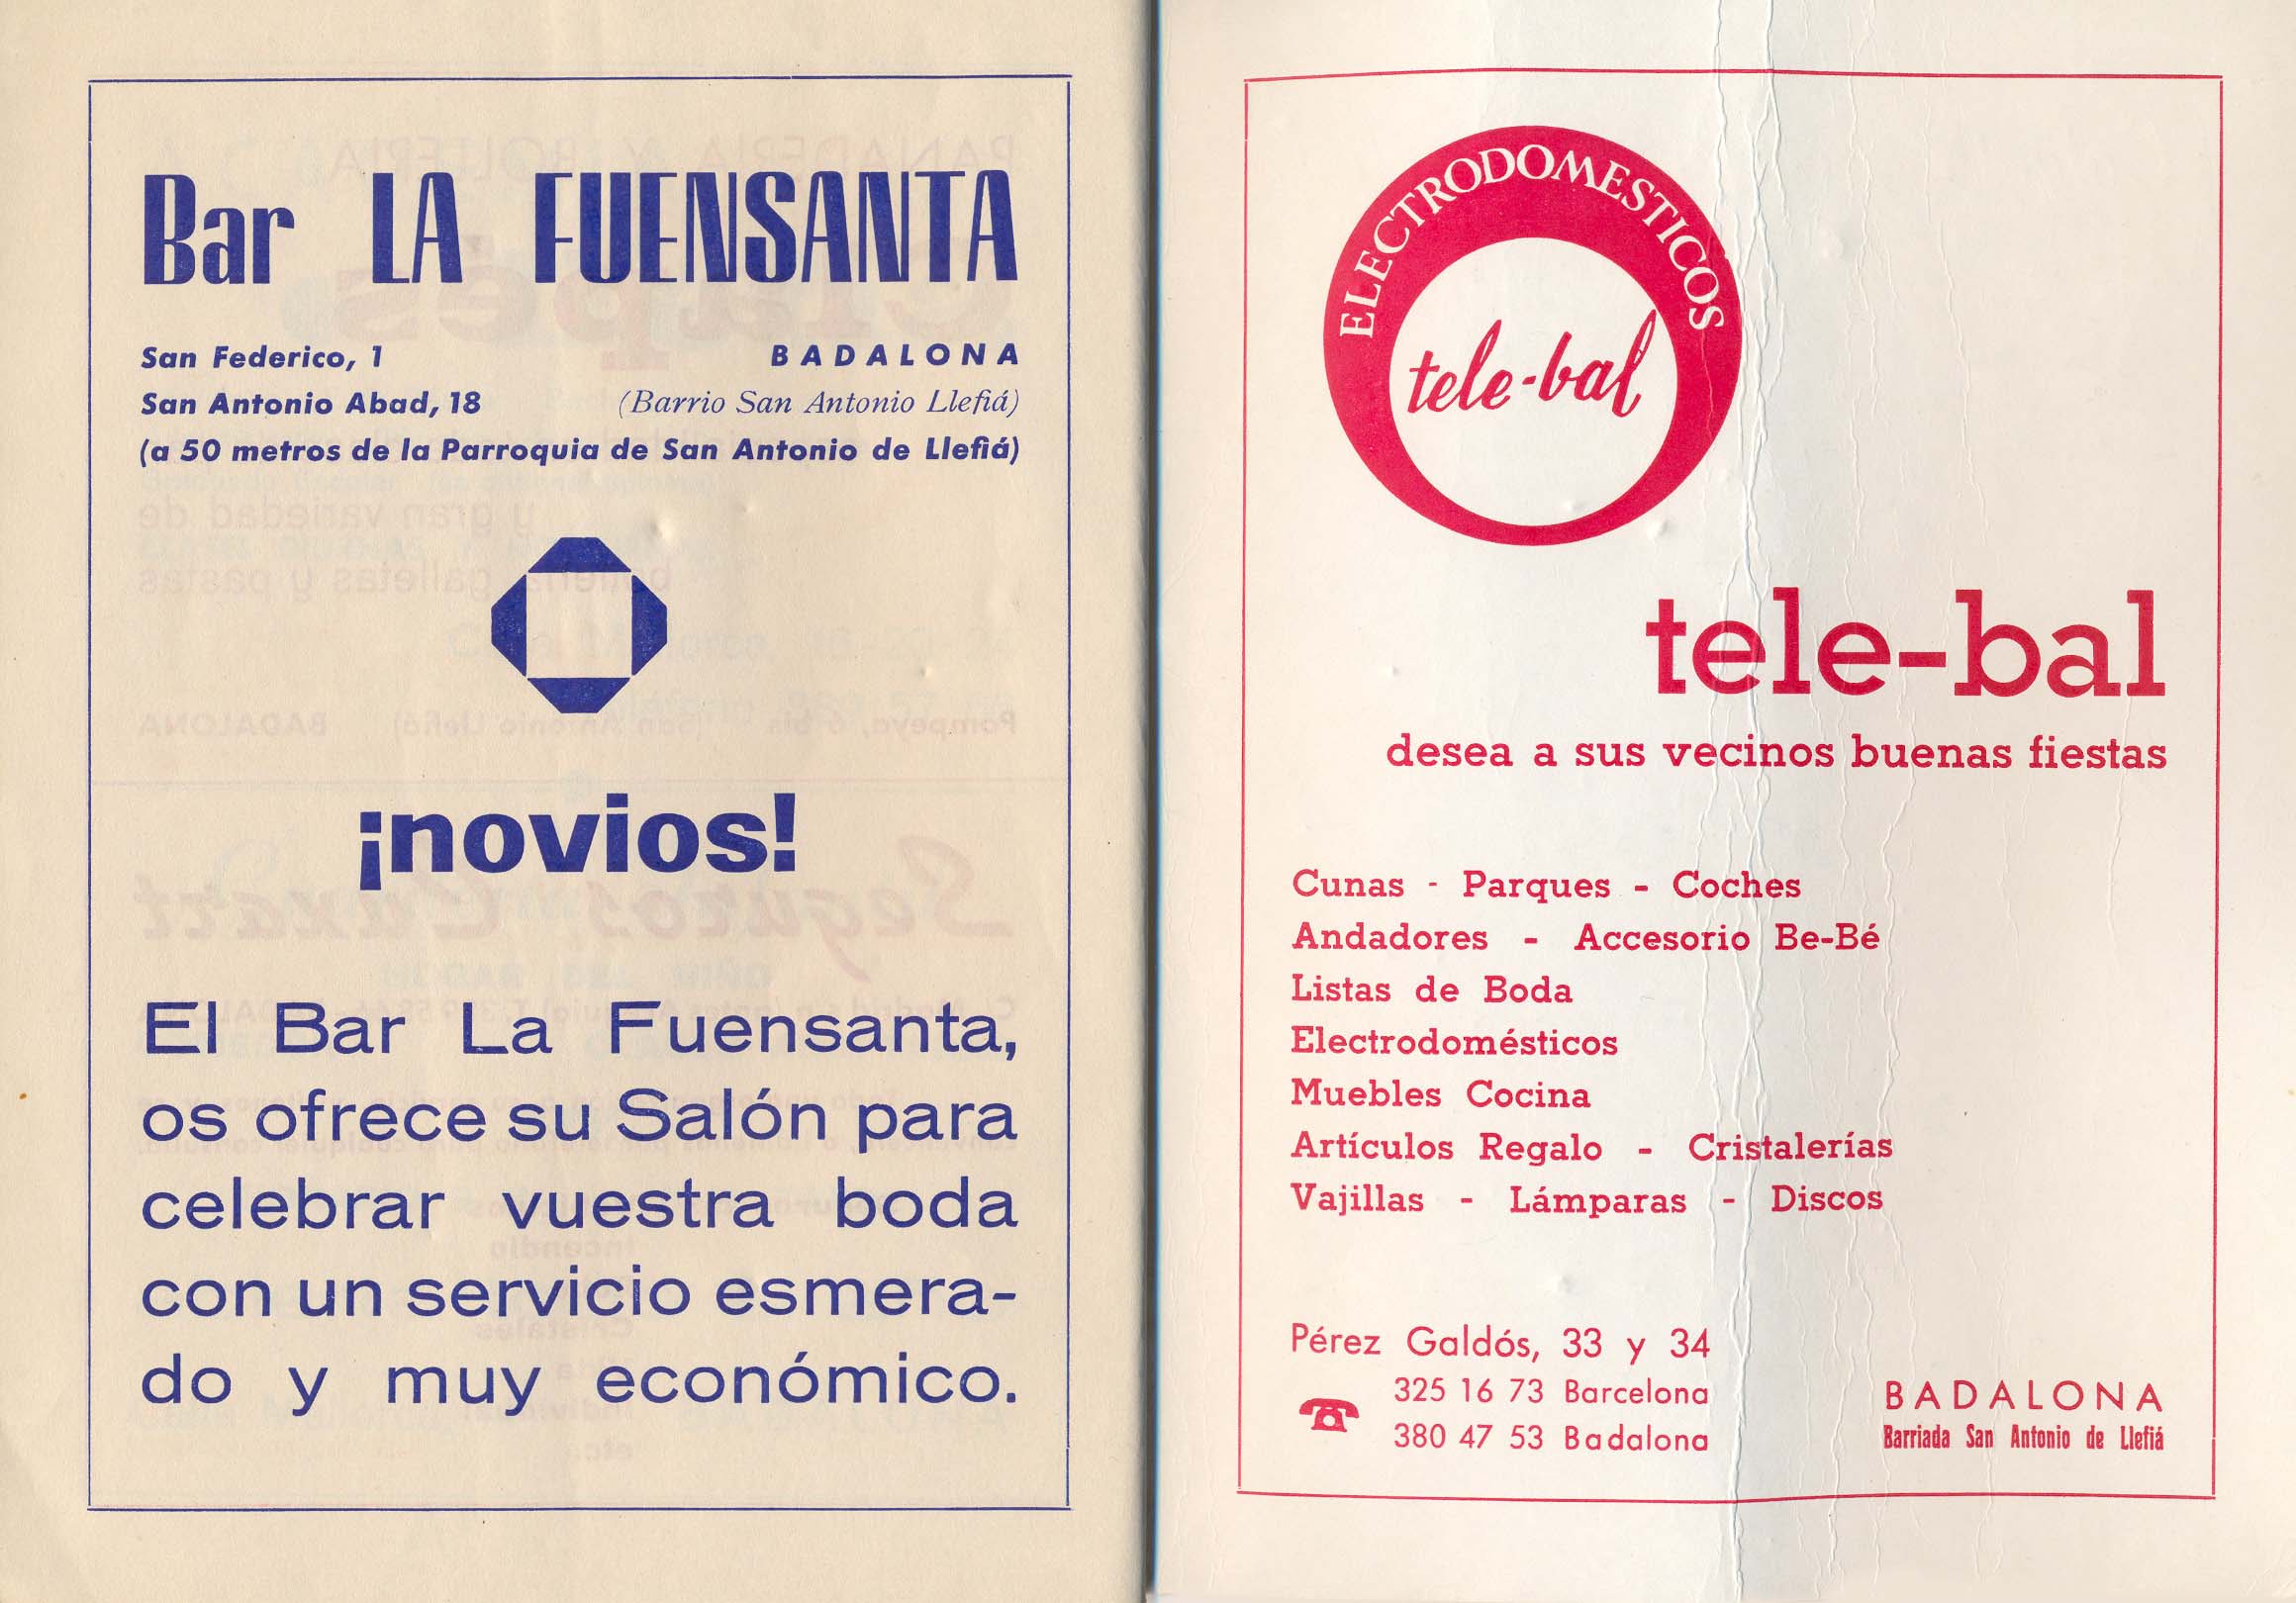 Bar LA FUENSANTA
San Federico, 1 BADALONA
San Antonio Abad, 18 (Barrio San Antonio Llefiá)
(a 50 metros de la Parroquia de San Antonio de Llefiá)
¡novios!
El Bar La Fuensanta,
os ofrece su Salón para
celebrar vuestra boda
con un servicio esmera-
do y muy económico.
ELECTRODOMESTICOS
tele-bal
tele-bal
desea a sus vecinos buenas fiestas
Cunas - Parques - Coches
Andadores - Accesorio Be-Bé
Listas de Boda
Electrodomésticos
Muebles Cocina
Artículos Regalo - Cristalerías
Vajillas - Lámparas - Discos
Pérez Galdós, 33 y 34
325 16 73 Barcelona
380 47 53 Badalona
BADALONA
Barriada San Antonio de Llefiá